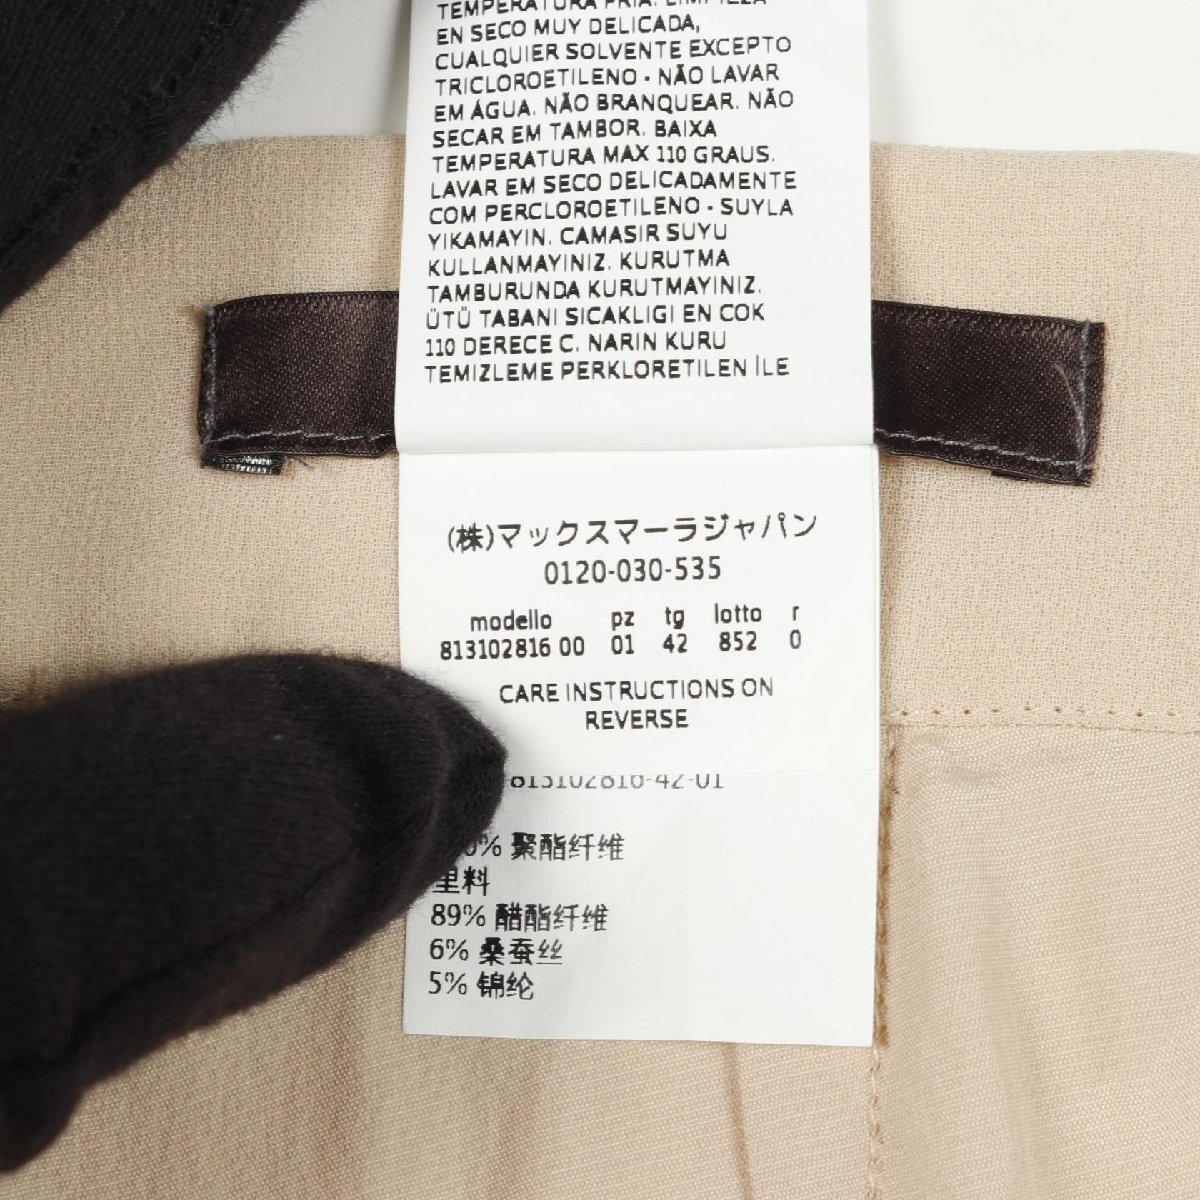 TEMPERATURA FRIA. LIMPIEZA
EN SECO MUY DELICADA,
CUALQUIER SOLVENTE EXCEPTO
TRICLOROETILENO - NÃO LAVAR
EM ÁGUA. NÃO BRANQUEAR. NÃO
SECAR EM TAMBOR. BAIXA
TEMPERATURA MAX 110 GRAUS.
LAVAR EM SECO DELICADAMENTE
COM PERCLOROETILENO - SUYLA
YIKAMAYIN. CAMASIR SUYU
KULLANMAYINIZ. KURUTMA
TAMBURUNDA KURUTMAYINIZ.
ÜTÜ TABANI SICAKLIGI EN COK
110 DERECE C. NARIN KURU
TEMIZLEME PERKLORETILEN İLE
(株)マックスマーラジャパン
0120-030-535
modello pz tg lotto r
813102816 00 01 42 852 0
CARE INSTRUCTIONS ON
REVERSE
813102816-42-01
0% 聚酯纤维
里料
89% 醋酯纤维
6% 桑蚕丝
5% 锦纶